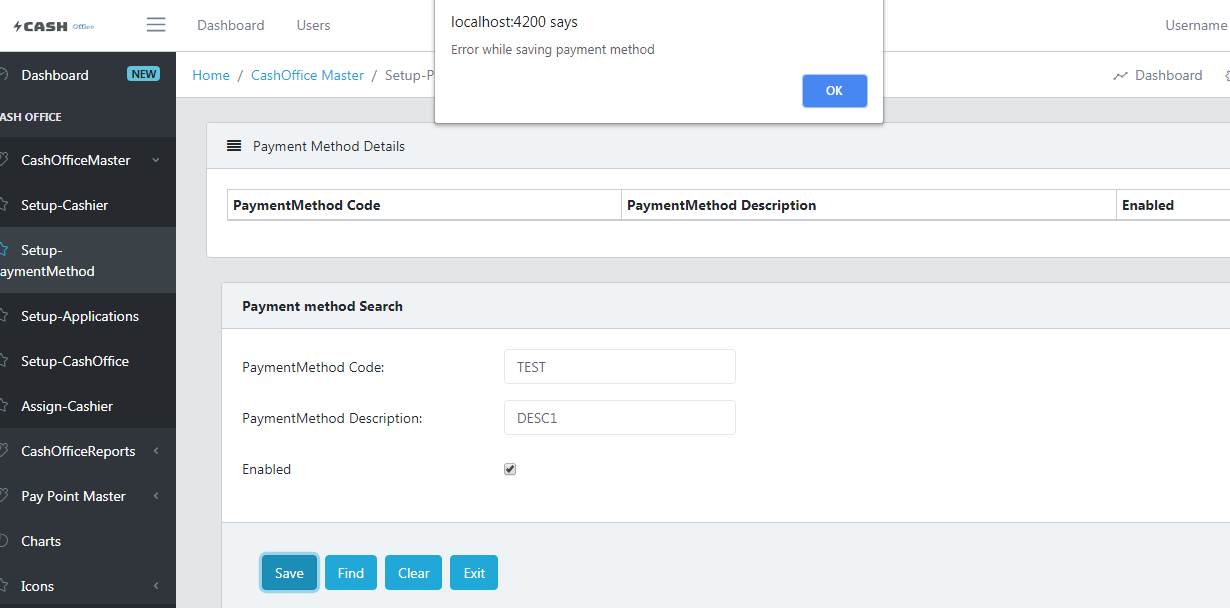 CASH Office
Dashboard
Users
localhost:4200 says
Error while saving payment method
OK
Username
Dashboard NEW
Home / CashOffice Master / Setup-P
Dashboard
ASH OFFICE
CashOfficeMaster
Setup-Cashier
Setup-
aymentMethod
Setup-Applications
Setup-CashOffice
Assign-Cashier
CashOfficeReports
Pay Point Master
Charts
Icons
Payment Method Details
PaymentMethod Code PaymentMethod Description Enabled
Payment method Search
PaymentMethod Code: TEST
PaymentMethod Description: DESC1
Enabled
Save Find Clear Exit